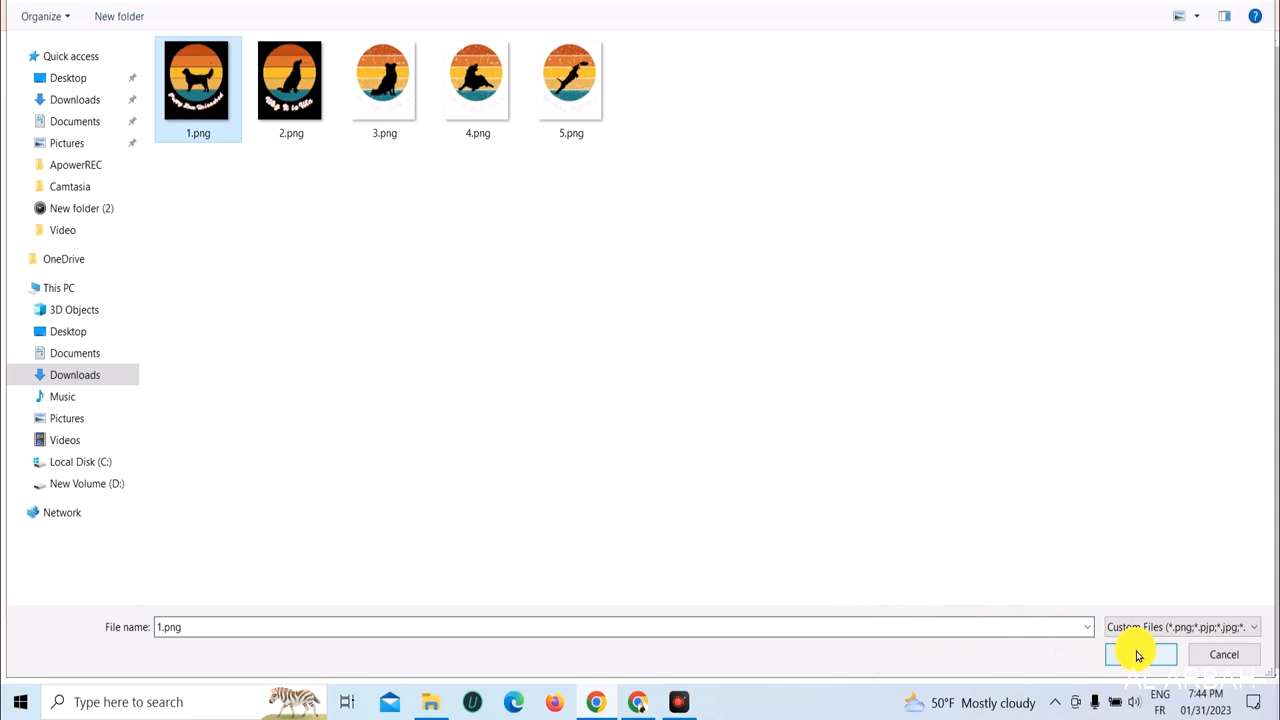 Organize
New folder
Quick access
Desktop
Downloads
Documents
Pictures
ApowerREC
Camtasia
New folder (2)
Video
OneDrive
This PC
3D Objects
Desktop
Documents
Downloads
Music
Pictures
Videos
Local Disk (C:)
New Volume (D:)
Network
1.png
2.png
3.png
4.png
5.png
File name:
1.png
Custom Files (*.png;*.pjp;*.jpg;*.
Cancel
AL ARBAH
Type here to search
50°F Mostly cloudy
ENG
FR
7:44 PM
01/31/2023